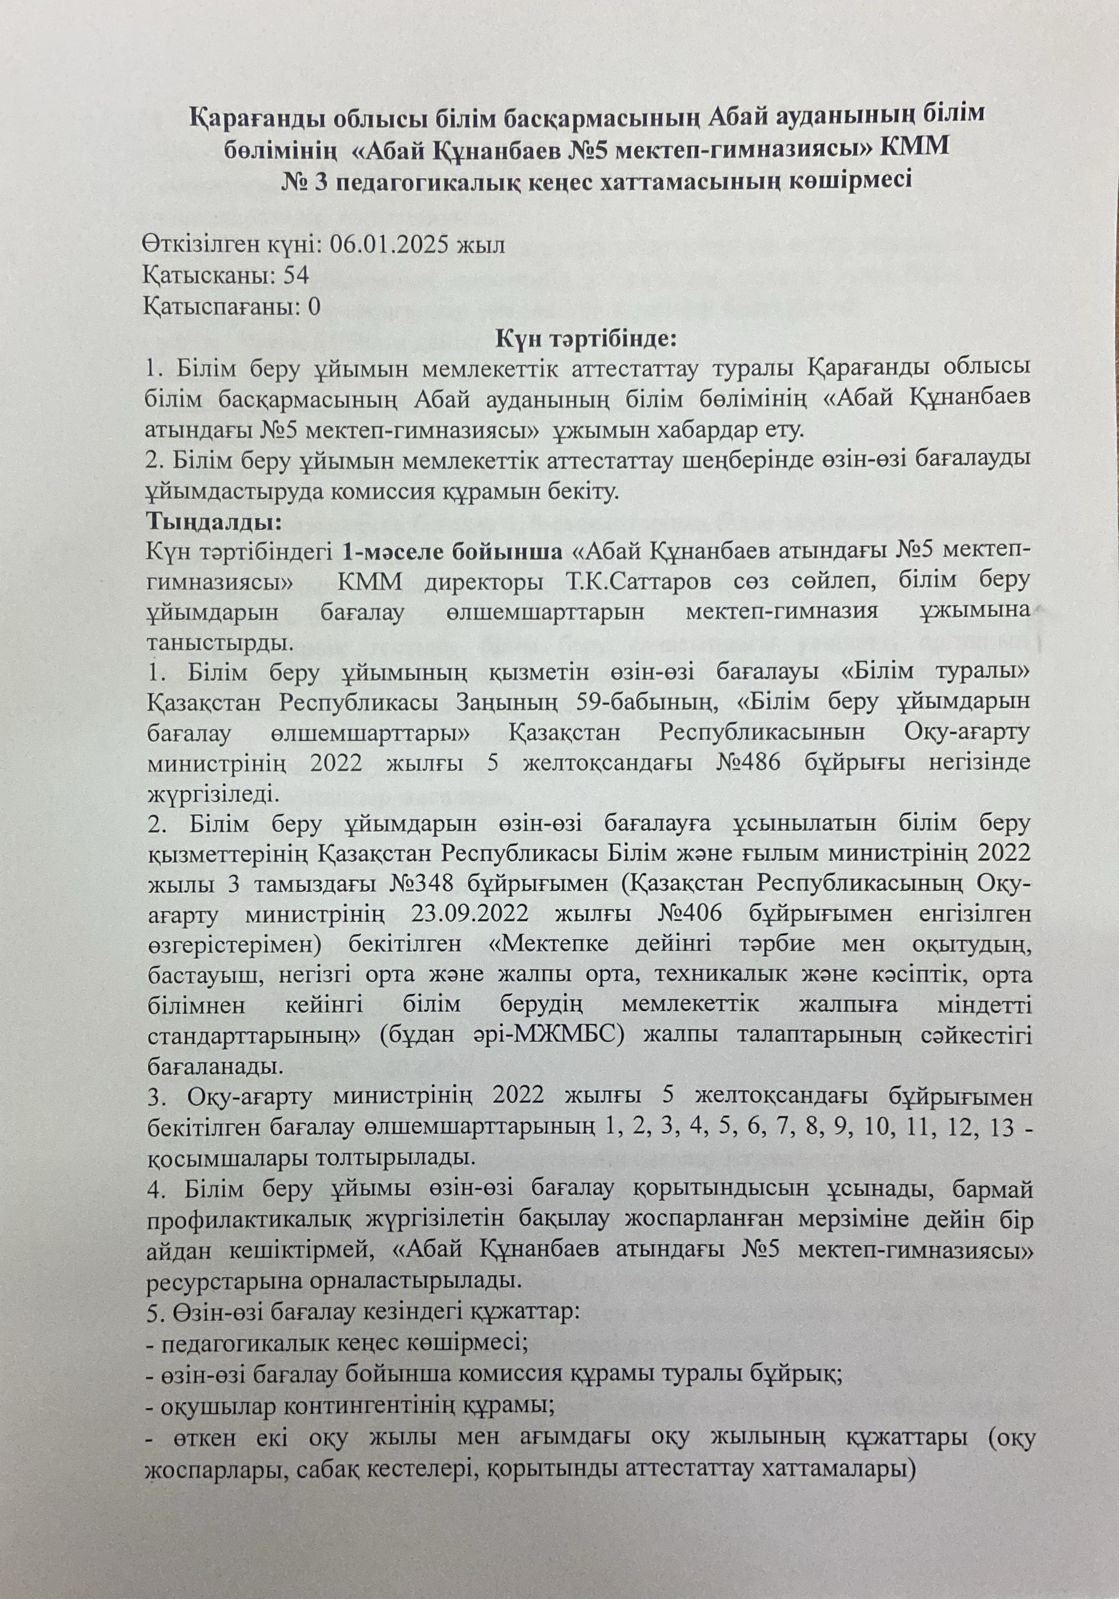 Қарағанды облысы білім басқармасының Абай ауданының білім
бөлімінің «Абай Құнанбаев №5 мектеп-гимназиясы» КММ
№ 3 педагогикалық кеңес хаттамасының көшірмесі
Өткізілген күні: 06.01.2025 жыл
Қатысканы: 54
Қатыспағаны: 0
Күн тәртібінде:
1. Білім беру ұйымын мемлекеттік аттестаттау туралы Қарағанды облысы
білім басқармасының Абай ауданының білім бөлімінің «Абай Құнанбаев
атындағы №5 мектеп-гимназиясы» ұжымын хабардар ету.
2. Білім беру ұйымын мемлекеттік аттестаттау шеңберінде өзін-өзі бағалауды
ұйымдастыруда комиссия құрамын бекіту.
Тыңдалды:
Күн тәртібіндегі 1-мәселе бойынша «Абай Құнанбаев атындағы №5 мектеп-
гимназиясы» КММ директоры Т.К.Саттаров сөз сөйлеп, білім беру
ұйымдарын бағалау өлшемшарттарын мектеп-гимназия ұжымына
таныстырды.
1. Білім беру ұйымының қызметін өзін-өзі бағалауы «Білім туралы»
Қазақстан Республикасы Заңының 59-бабының, «Білім беру ұйымдарын
бағалау өлшемшарттары» Қазақстан Республикасынын Оқу-ағарту
министрінің 2022 жылғы 5 желтоқсандағы №486 бұйрығы негізінде
жүргізіледі.
2. Білім беру ұйымдарын өзін-өзі бағалауға ұсынылатын білім беру
қызметтерінің Қазақстан Республикасы Білім және ғылым министрінің 2022
жылы 3 тамыздағы №348 бұйрығымен (Қазақстан Республикасының Оқу-
ағарту министрінің 23.09.2022 жылғы №406 бұйрығымен енгізілген
өзгерістерімен) бекітілген «Мектепке дейінгі тәрбие мен оқытудың,
бастауыш, негізгі орта және жалпы орта, техникалык және кәсіптік, орта
білімнен кейінгі білім берудің мемлекеттік жалпыға міндетті
стандарттарының» (бұдан әрі-МЖМБС) жалпы талаптарының сәйкестігі
бағаланады.
3. Оқу-ағарту министрінің 2022 жылғы 5 желтоқсандағы бұйрығымен
бекітілген бағалау өлшемшарттарының 1, 2, 3, 4, 5, 6, 7, 8, 9, 10, 11, 12, 13 -
қосымшалары толтырылады.
4. Білім беру ұйымы өзін-өзі бағалау қорытындысын ұсынады, бармай
профилактикалық жүргізілетін бақылау жоспарланған мерзіміне дейін бір
айдан кешіктірмей, «Абай Құнанбаев атындағы №5 мектеп-гимназиясы»
ресурстарына орналастырылады.
5. Өзін-өзі бағалау кезіндегі құжаттар:
- педагогикалык кеңес көшірмесі;
- өзін-өзі бағалау бойынша комиссия құрамы туралы бұйрық;
- оқушылар контингентінің құрамы;
- өткен екі оқу жылы мен ағымдағы оқу жылының құжаттары (оқу
жоспарлары, сабақ кестелері, қорытынды аттестаттау хаттамалары)